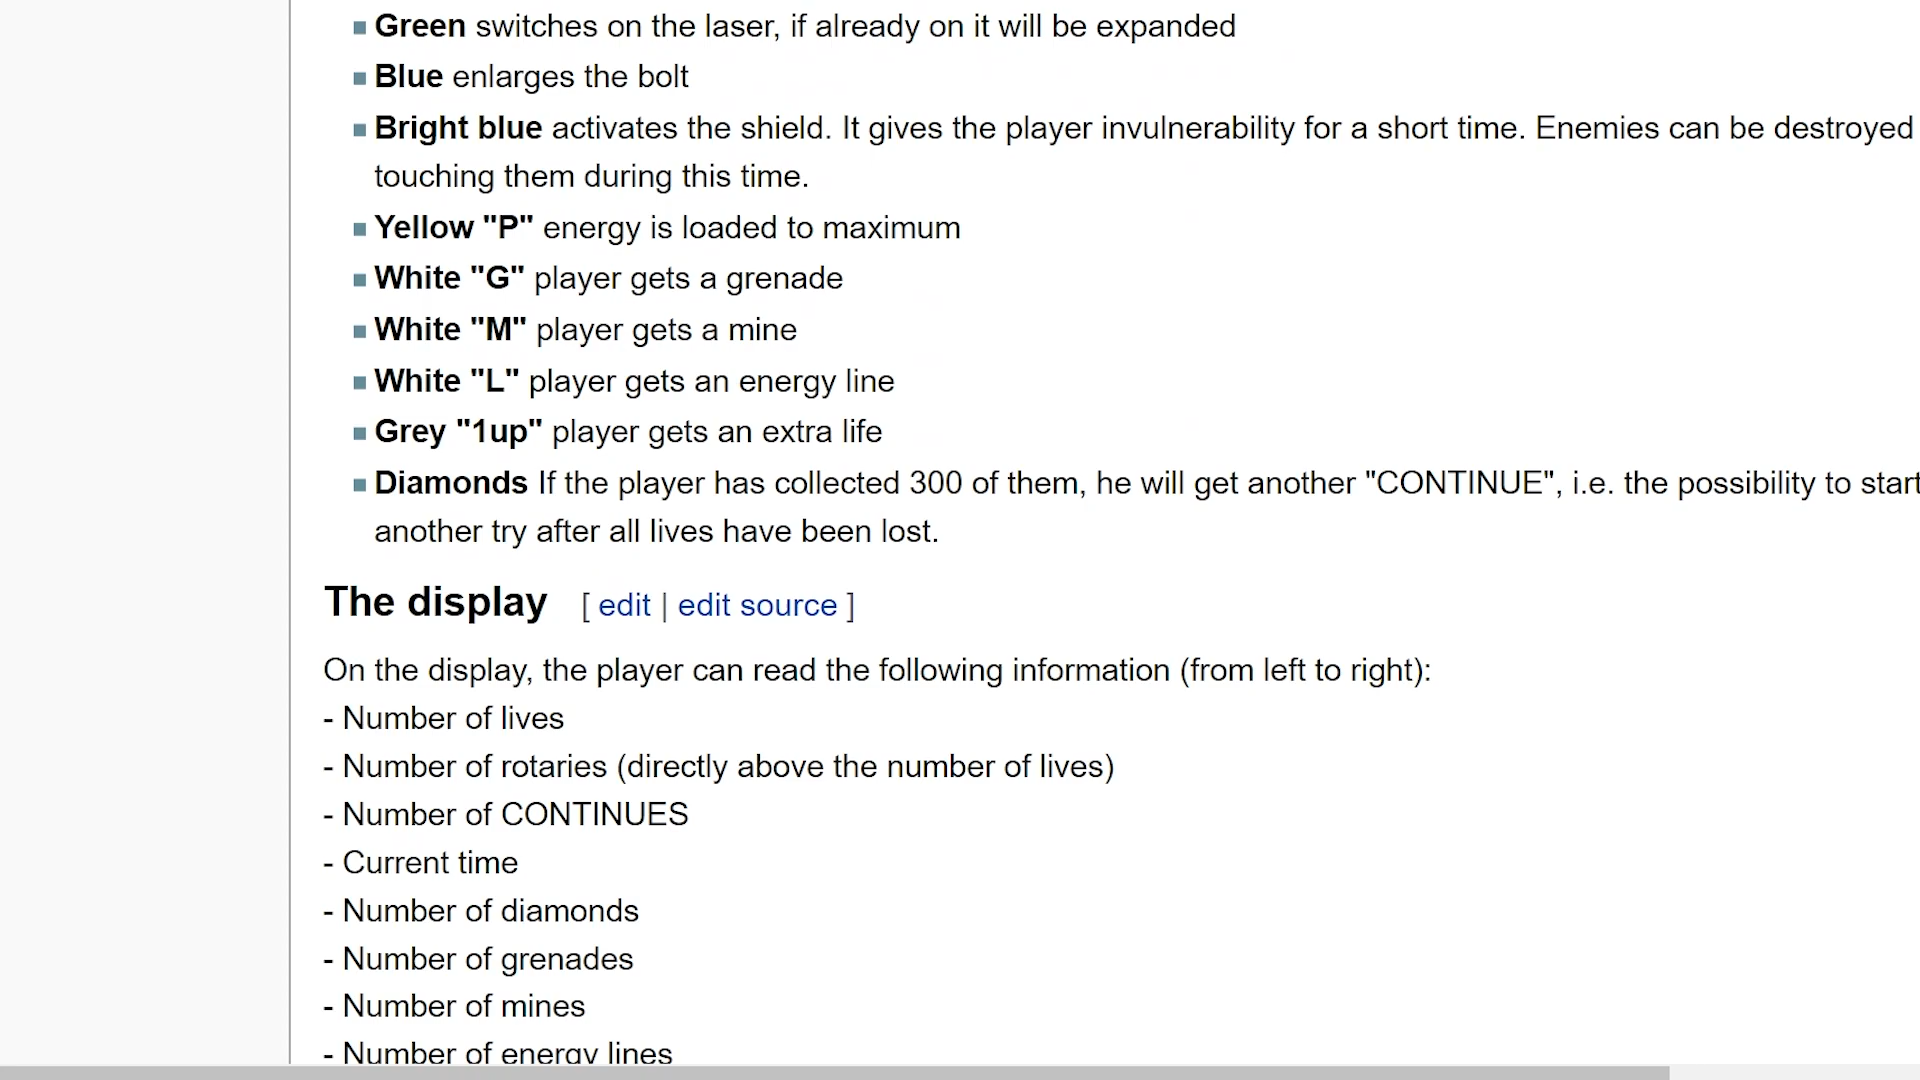 Green switches on the laser, if already on it will be expanded
Blue enlarges the bolt
Bright blue activates the shield. It gives the player invulnerability for a short time. Enemies can be destroyed
touching them during this time.
Yellow "P" energy is loaded to maximum
White "G" player gets a grenade
White "M" player gets a mine
White "L" player gets an energy line
Grey "1up" player gets an extra life
Diamonds If the player has collected 300 of them, he will get another "CONTINUE", i.e. the possibility to start
another try after all lives have been lost.
The display [ edit | edit source ]
On the display, the player can read the following information (from left to right):
- Number of lives
- Number of rotaries (directly above the number of lives)
- Number of CONTINUES
- Current time
- Number of diamonds
- Number of grenades
- Number of mines
- Number of energy lines